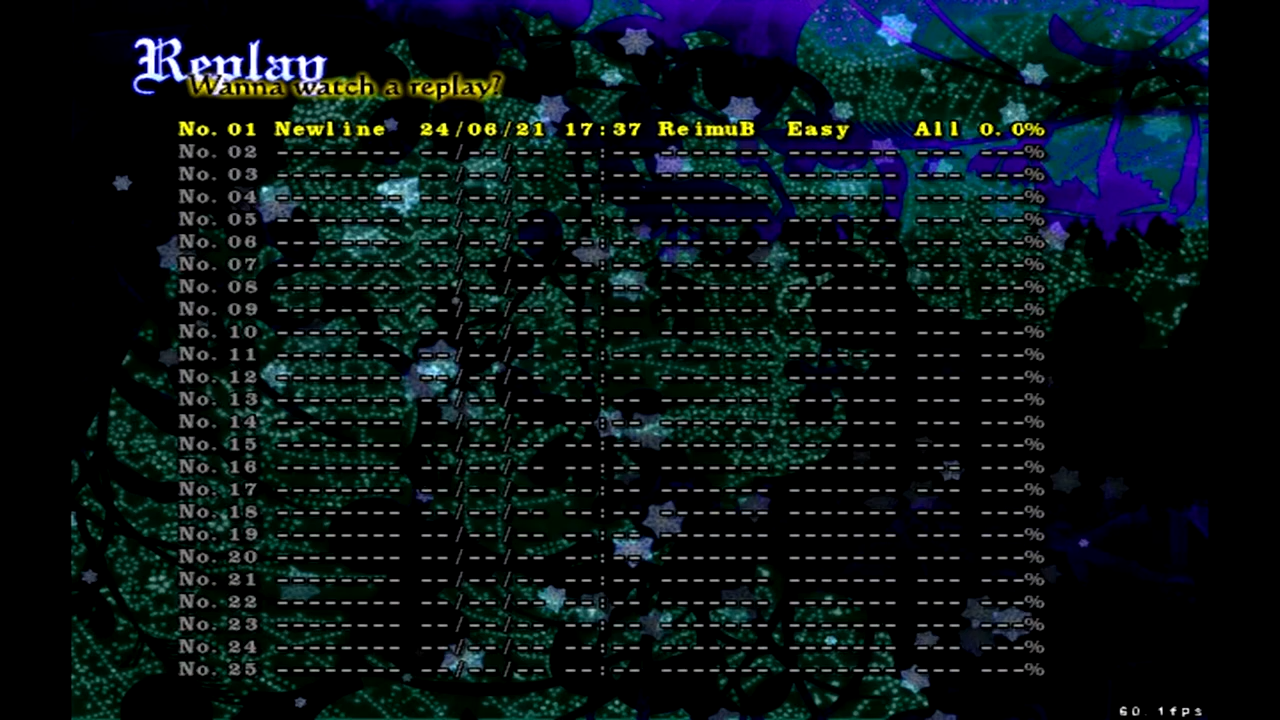 Replay
Wanna watch a replay?
No. 01 Newline 24/06/21 17:37 ReimuB Easy All 0.0%
No. 02 -------- --/--/-- --:-- ------- ------- --- ---%
No. 03 -------- --/--/-- --:-- ------- ------- --- ---%
No. 04 -------- --/--/-- --:-- ------- ------- --- ---%
No. 05 -------- --/--/-- --:-- ------- ------- --- ---%
No. 06 -------- --/--/-- --:-- ------- ------- --- ---%
No. 07 -------- --/--/-- --:-- ------- ------- --- ---%
No. 08 -------- --/--/-- --:-- ------- ------- --- ---%
No. 09 -------- --/--/-- --:-- ------- ------- --- ---%
No. 10 -------- --/--/-- --:-- ------- ------- --- ---%
No. 11 -------- --/--/-- --:-- ------- ------- --- ---%
No. 12 -------- --/--/-- --:-- ------- ------- --- ---%
No. 13 -------- --/--/-- --:-- ------- ------- --- ---%
No. 14 -------- --/--/-- --:-- ------- ------- --- ---%
No. 15 -------- --/--/-- --:-- ------- ------- --- ---%
No. 16 -------- --/--/-- --:-- ------- ------- --- ---%
No. 17 -------- --/--/-- --:-- ------- ------- --- ---%
No. 18 -------- --/--/-- --:-- ------- ------- --- ---%
No. 19 -------- --/--/-- --:-- ------- ------- --- ---%
No. 20 -------- --/--/-- --:-- ------- ------- --- ---%
No. 21 -------- --/--/-- --:-- ------- ------- --- ---%
No. 22 -------- --/--/-- --:-- ------- ------- --- ---%
No. 23 -------- --/--/-- --:-- ------- ------- --- ---%
No. 24 -------- --/--/-- --:-- ------- ------- --- ---%
No. 25 -------- --/--/-- --:-- ------- ------- --- ---%
60.1fps